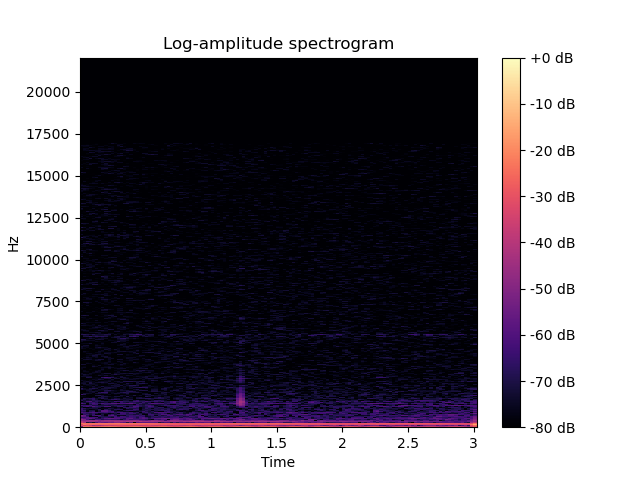 Log-amplitude spectrogram
Hz
20000
17500
15000
12500
10000
7500
5000
2500
0
0 0.5 1 1.5 2 2.5 3
Time
+0 dB
-10 dB
-20 dB
-30 dB
-40 dB
-50 dB
-60 dB
-70 dB
-80 dB